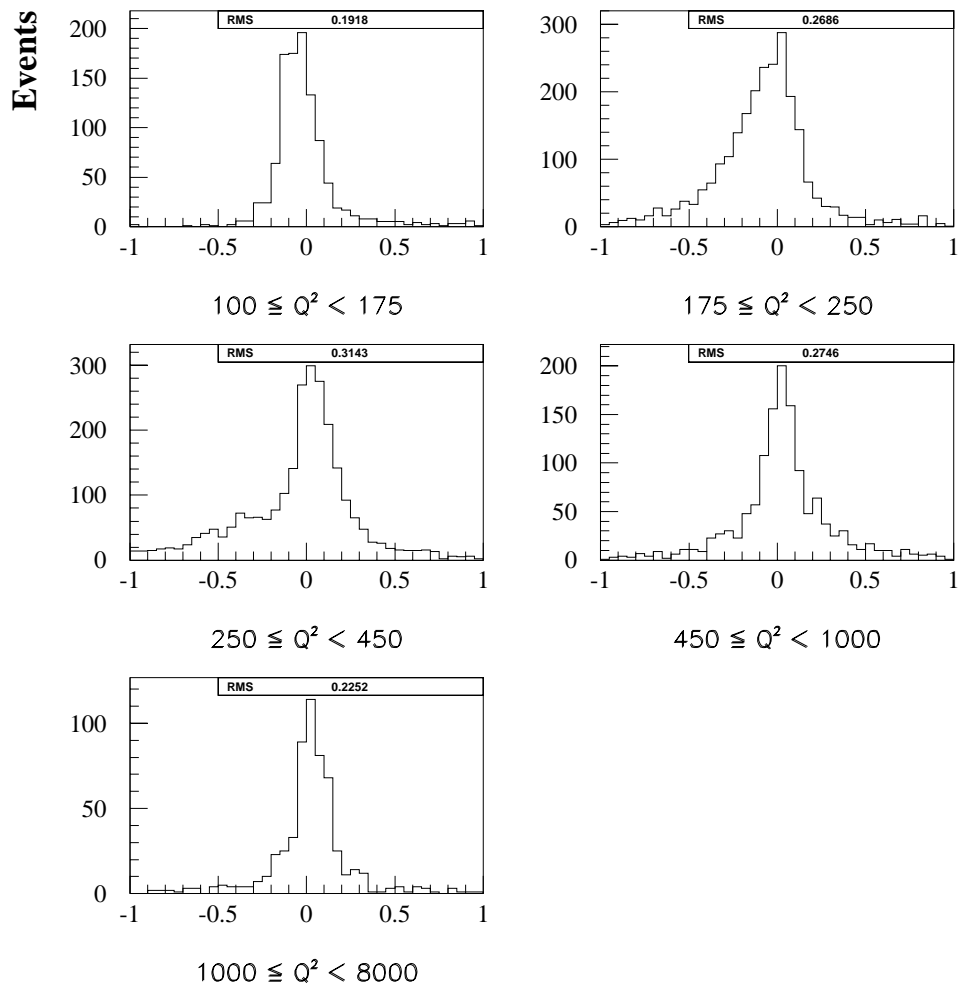 Events
RMS 0.1918
200
150
100
50
0
-1 -0.5 0 0.5 1
100 ≦ Q² < 175
RMS 0.2686
300
200
100
0
-1 -0.5 0 0.5 1
175 ≦ Q² < 250
RMS 0.3143
300
200
100
0
-1 -0.5 0 0.5 1
250 ≦ Q² < 450
RMS 0.2746
200
150
100
50
0
-1 -0.5 0 0.5 1
450 ≦ Q² < 1000
RMS 0.2252
100
50
0
-1 -0.5 0 0.5 1
1000 ≦ Q² < 8000